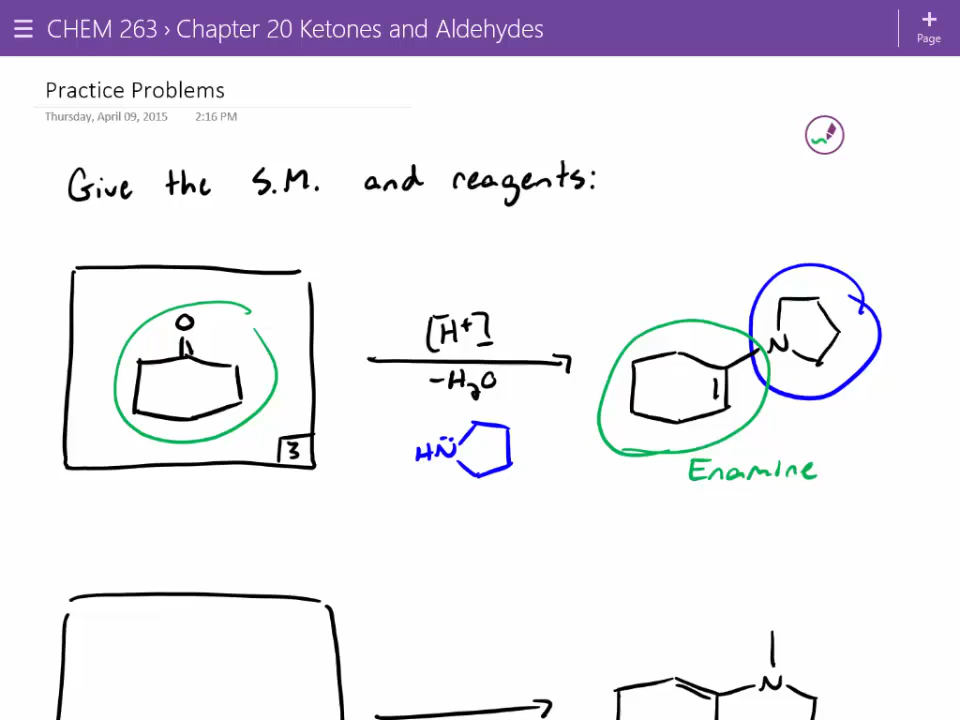 CHEM 263 › Chapter 20 Ketones and Aldehydes
Page
Practice Problems
Thursday, April 09, 2015 2:16 PM
Give the S.M. and reagents:
O
[H+]
-H₂O
HN̈
N
3
Enamine
N